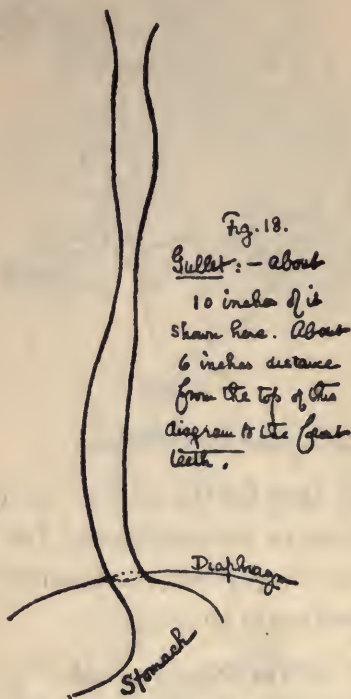 Fig. 18.
Gullet: - About
10 inches of it
shown here. About
6 inches distance
from the top of this
diagram to the front
teeth.
Diaphragm
Stomach